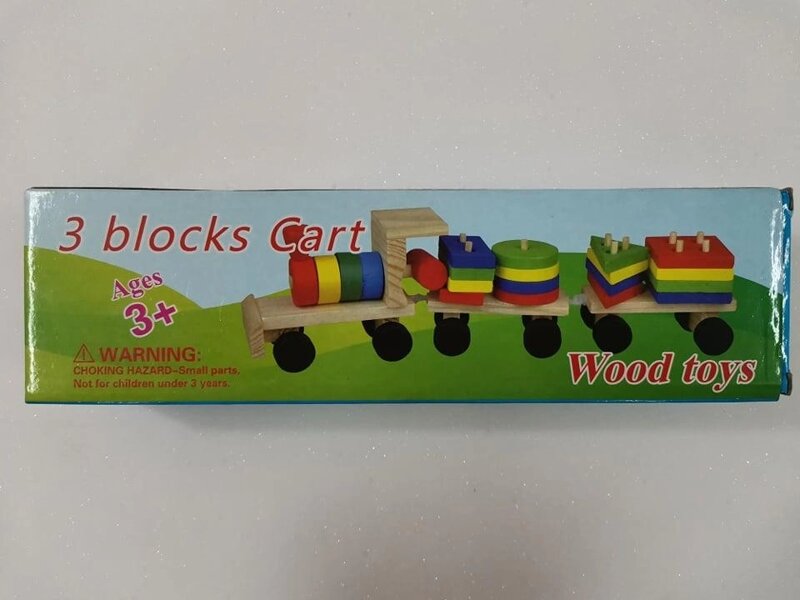 3 blocks Cart
Ages
3+
⚠ WARNING:
CHOKING HAZARD-Small parts,
Not for children under 3 years.
Wood toys